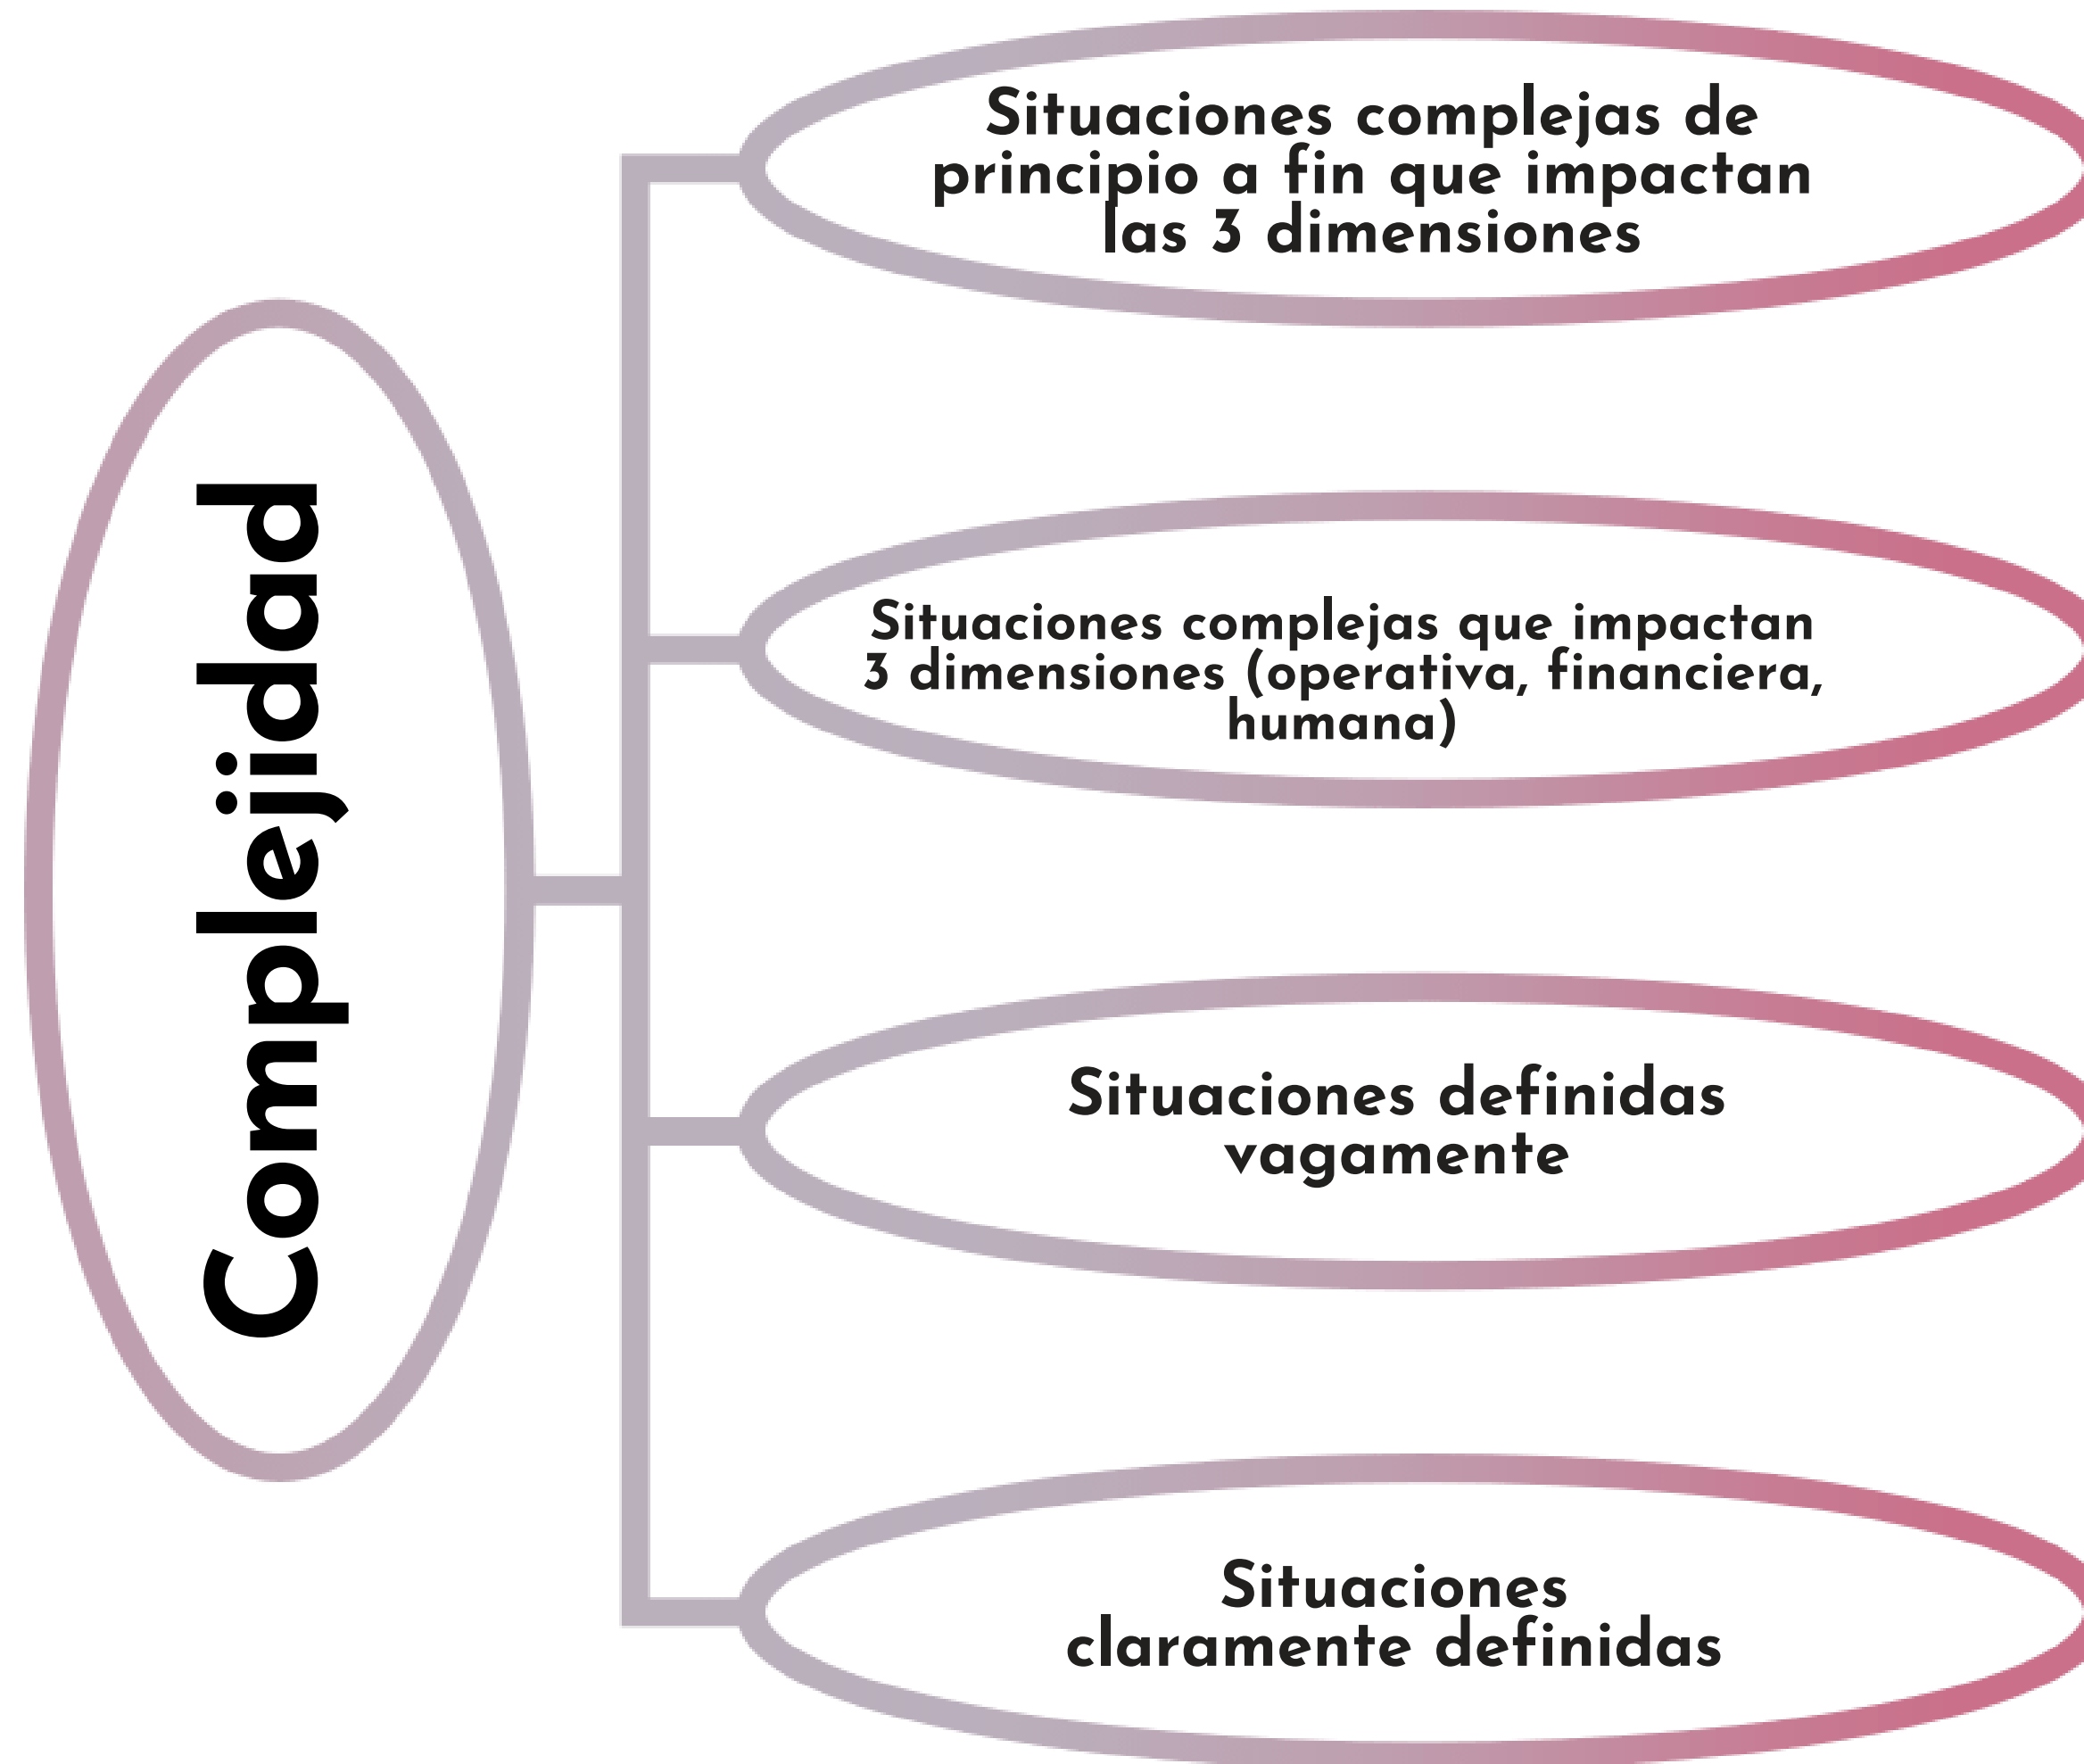 Complejidad
Situaciones complejas de
principio a fin que impactan
las 3 dimensiones
Situaciones complejas que impactan
3 dimensiones (operativa, financiera,
humana)
Situaciones definidas
vagamente
Situaciones
claramente definidas